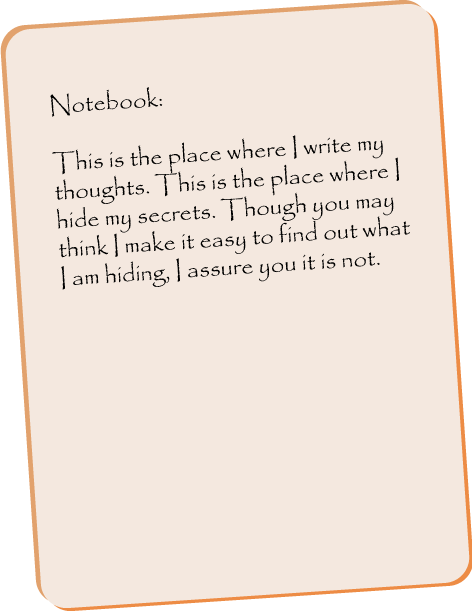 Notebook:
This is the place where I write my
thoughts. This is the place where I
hide my secrets. Though you may
think I make it easy to find out what
I am hiding, I assure you it is not.